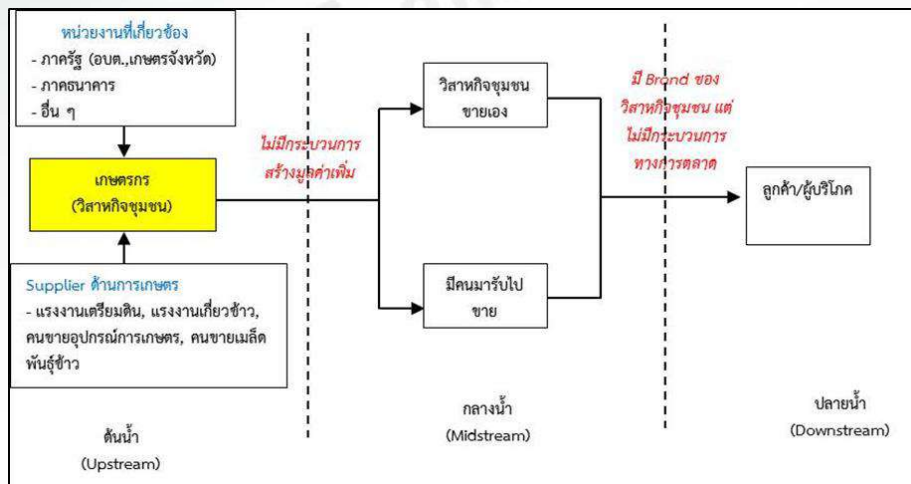 หน่วยงานที่เกี่ยวข้อง
- ภาครัฐ (อบต.,เกษตรจังหวัด)
- ภาคธนาคาร
- อื่น ๆ
เกษตรกร
(วิสาหกิจชุมชน)
Supplier ด้านการเกษตร
- แรงงานเตรียมดิน, แรงงานเกี่ยวข้าว,
คนขายอุปกรณ์การเกษตร, คนขายเมล็ด
พันธุ์ข้าว
ต้นน้ำ
(Upstream)
ไม่มีกระบวนการ
สร้างมูลค่าเพิ่ม
วิสาหกิจชุมชน
ขายเอง
มีคนมารับไป
ขาย
กลางน้ำ
(Midstream)
มี Brand ของ
วิสาหกิจชุมชน แต่
ไม่มีกระบวนการ
ทางการตลาด
ลูกค้า/ผู้บริโภค
ปลายน้ำ
(Downstream)